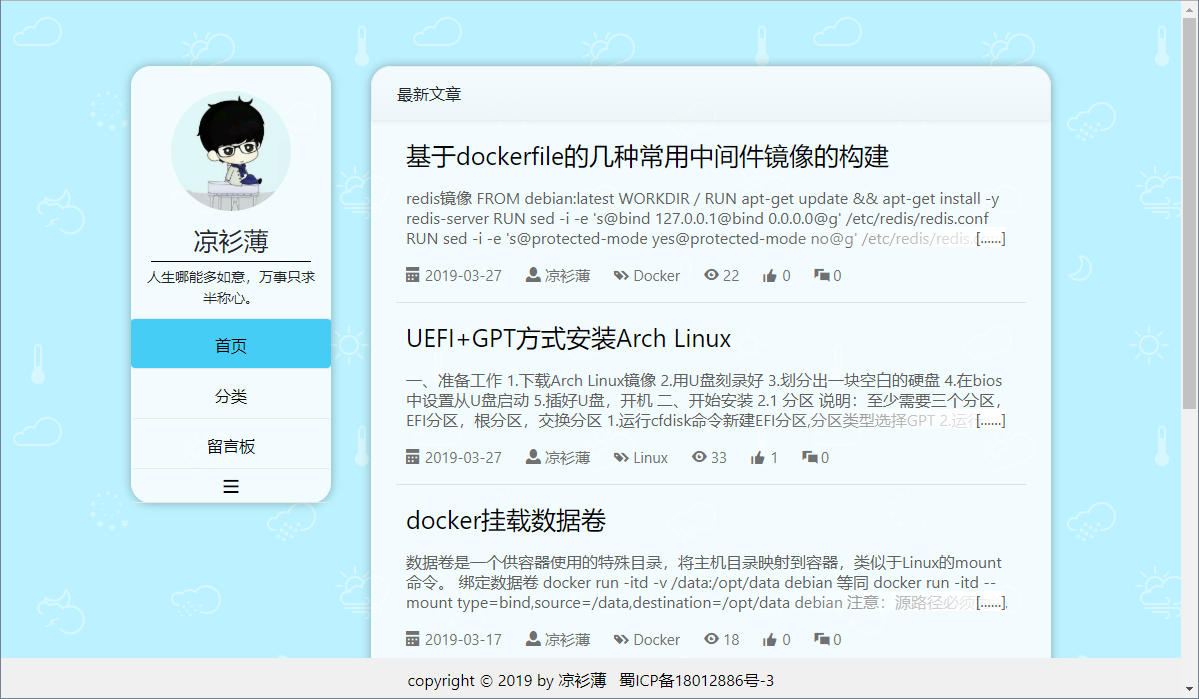 凉衫薄
人生哪能多如意，万事只求
半称心。
首页
分类
留言板
最新文章
基于dockerfile的几种常用中间件镜像的构建
redis镜像 FROM debian:latest WORKDIR / RUN apt-get update && apt-get install -y
redis-server RUN sed -i -e 's@bind 127.0.0.1@bind 0.0.0.0@g' /etc/redis/redis.conf
RUN sed -i -e 's@protected-mode yes@protected-mode no@g' /etc/redis/redis.[......]
2019-03-27 凉衫薄 Docker 22 0 0
UEFI+GPT方式安装Arch Linux
一、准备工作 1.下载Arch Linux镜像 2.用U盘刻录好 3.划分出一块空白的硬盘 4.在bios
中设置从U盘启动 5.插好U盘，开机 二、开始安装 2.1 分区 说明：至少需要三个分区，
EFI分区，根分区，交换分区 1.运行cfdisk命令新建EFI分区,分区类型选择GPT 2.运行[......]
2019-03-27 凉衫薄 Linux 33 1 0
docker挂载数据卷
数据卷是一个供容器使用的特殊目录，将主机目录映射到容器，类似于Linux的mount
命令。 绑定数据卷 docker run -itd -v /data:/opt/data debian 等同 docker run -itd --
mount type=bind,source=/data,destination=/opt/data debian 注意：源路径必须[......]
2019-03-17 凉衫薄 Docker 18 0 0
copyright © 2019 by 凉衫薄 蜀ICP备18012886号-3